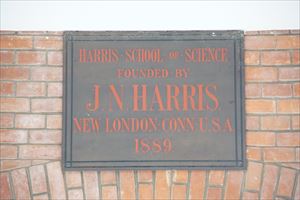 HARRIS-SCHOOL OF SCIENCE
FOUNDED BY
J N HARRIS
NEW LONDON-CONN U.S.A
1889